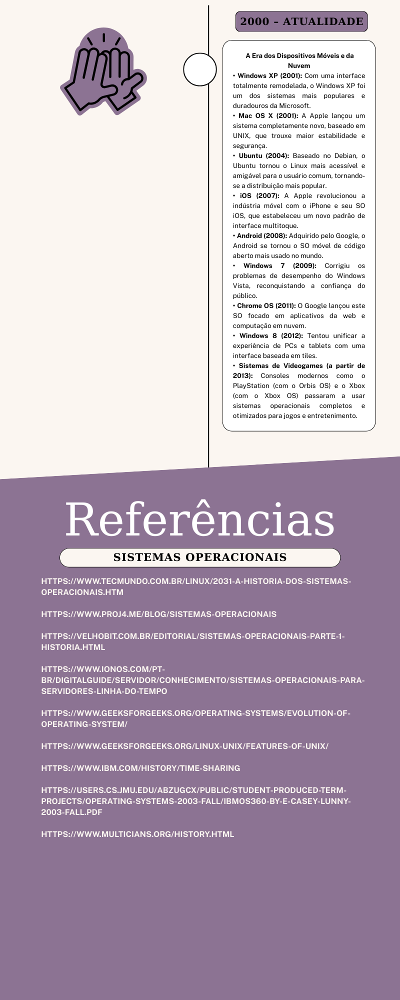 2000 – ATUALIDADE
A Era dos Dispositivos Móveis e da
Nuvem
• Windows XP (2001): Com uma interface
totalmente remodelada, o Windows XP foi
um dos sistemas mais populares e
duradouros da Microsoft.
• Mac OS X (2001): A Apple lançou um
sistema completamente novo, baseado em
UNIX, que trouxe maior estabilidade e
segurança.
• Ubuntu (2004): Baseado no Debian, o
Ubuntu tornou o Linux mais acessível e
amigável para o usuário comum, tornando-
se a distribuição mais popular.
• iOS (2007): A Apple revolucionou a
indústria móvel com o iPhone e seu SO
iOS, que estabeleceu um novo padrão de
interface multitoque.
• Android (2008): Adquirido pelo Google, o
Android se tornou o SO móvel de código
aberto mais usado no mundo.
• Windows 7 (2009): Corrigiu os
problemas de desempenho do Windows
Vista, reconquistando a confiança do
público.
• Chrome OS (2011): O Google lançou este
SO focado em aplicativos da web e
computação em nuvem.
• Windows 8 (2012): Tentou unificar a
experiência de PCs e tablets com uma
interface baseada em tiles.
• Sistemas de Videogames (a partir de
2013): Consoles modernos como o
PlayStation (com o Orbis OS) e o Xbox
(com o Xbox OS) passaram a usar
sistemas operacionais completos e
otimizados para jogos e entretenimento.
Referências
SISTEMAS OPERACIONAIS
HTTPS://WWW.TECMUNDO.COM.BR/LINUX/2031-A-HISTORIA-DOS-SISTEMAS-
OPERACIONAIS.HTM
HTTPS://WWW.PROJ4.ME/BLOG/SISTEMAS-OPERACIONAIS
HTTPS://VELHOBIT.COM.BR/EDITORIAL/SISTEMAS-OPERACIONAIS-PARTE-1-
HISTORIA.HTML
HTTPS://WWW.IONOS.COM/PT-
BR/DIGITALGUIDE/SERVIDOR/CONHECIMENTO/SISTEMAS-OPERACIONAIS-PARA-
SERVIDORES-LINHA-DO-TEMPO
HTTPS://WWW.GEEKSFORGEEKS.ORG/OPERATING-SYSTEMS/EVOLUTION-OF-
OPERATING-SYSTEM/
HTTPS://WWW.GEEKSFORGEEKS.ORG/LINUX-UNIX/FEATURES-OF-UNIX/
HTTPS://WWW.IBM.COM/HISTORY/TIME-SHARING
HTTPS://USERS.CS.JMU.EDU/ABZUGCX/PUBLIC/STUDENT-PRODUCED-TERM-
PROJECTS/OPERATING-SYSTEMS-2003-FALL/IBMOS360-BY-E-CASEY-LUNNY-
2003-FALL.PDF
HTTPS://WWW.MULTICIANS.ORG/HISTORY.HTML